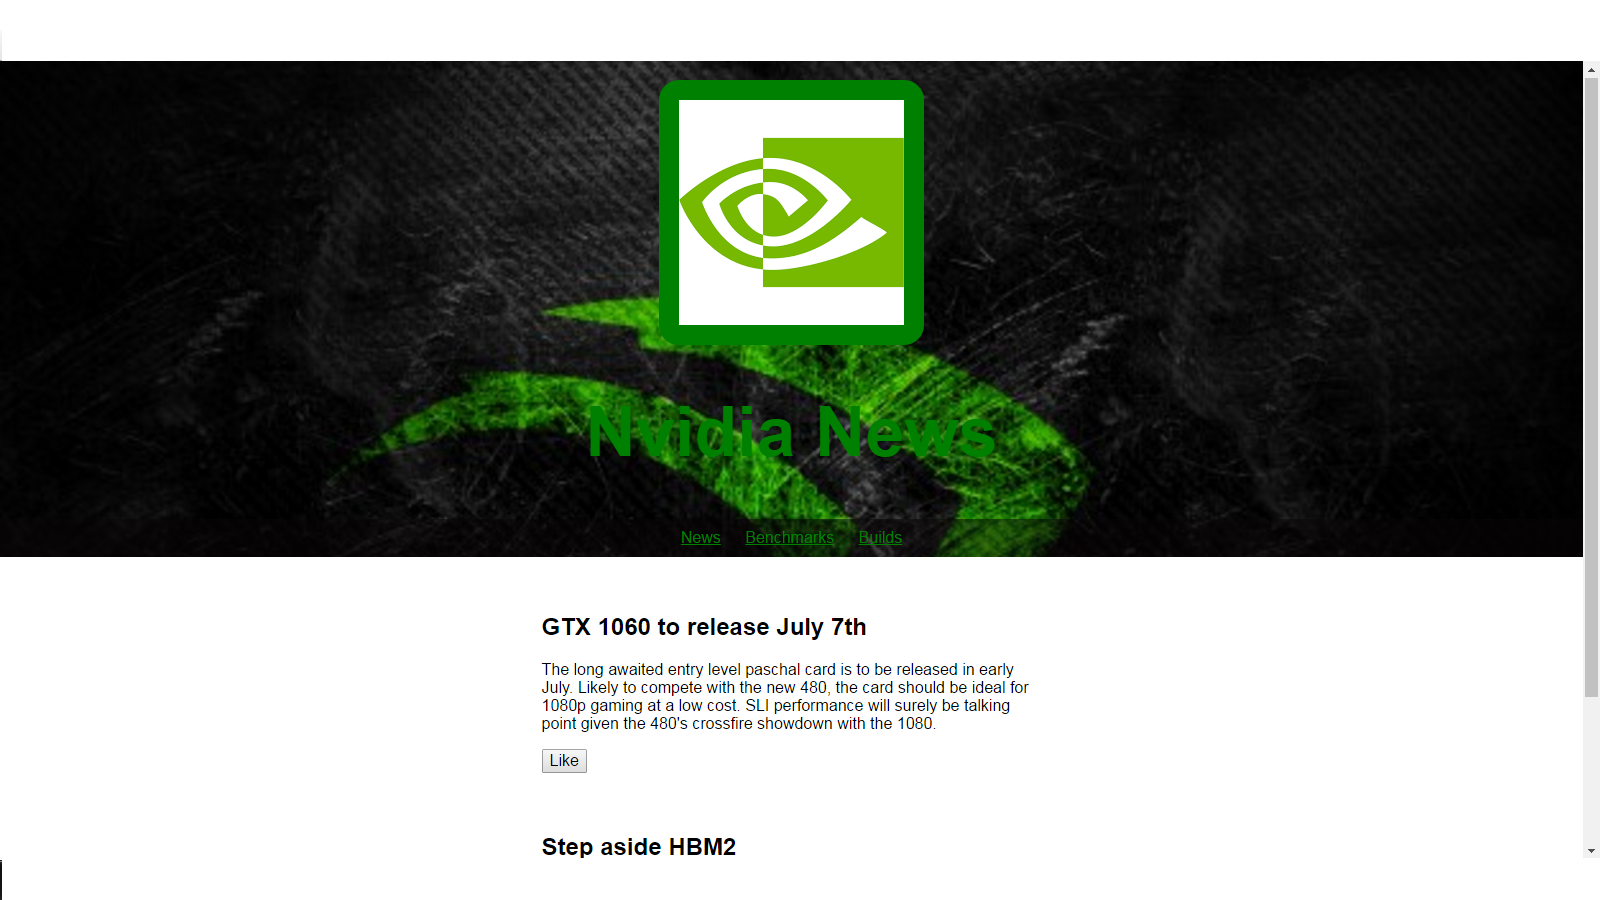 Nvidia News
News Benchmarks Builds
GTX 1060 to release July 7th
The long awaited entry level paschal card is to be released in early
July. Likely to compete with the new 480, the card should be ideal for
1080p gaming at a low cost. SLI performance will surely be talking
point given the 480's crossfire showdown with the 1080.
Like
Step aside HBM2